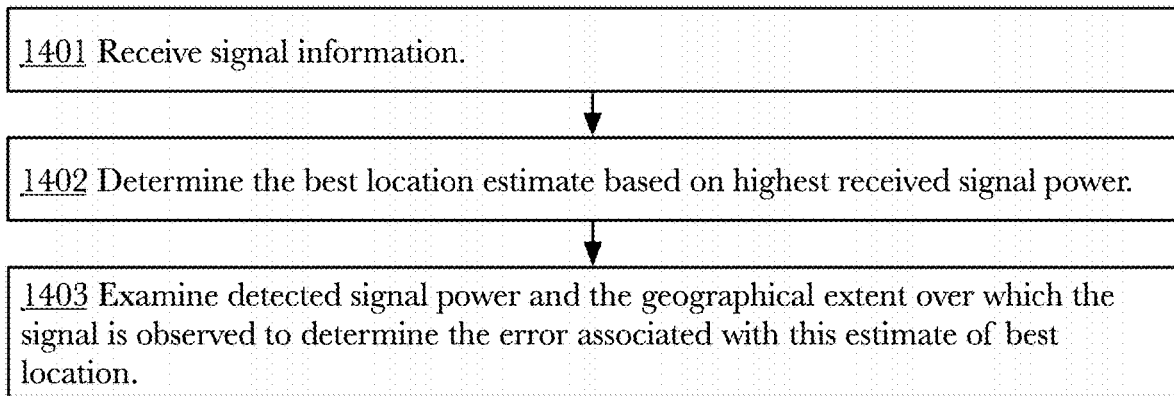 1401 Receive signal information.
1402 Determine the best location estimate based on highest received signal power.
1403 Examine detected signal power and the geographical extent over which the
signal is observed to determine the error associated with this estimate of best
location.